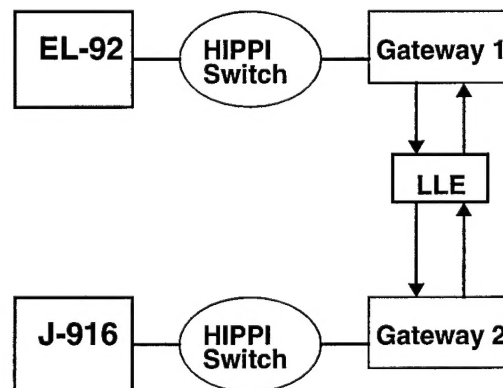 EL-92
HIPPI
Switch
Gateway 1
LLE
J-916
HIPPI
Switch
Gateway 2